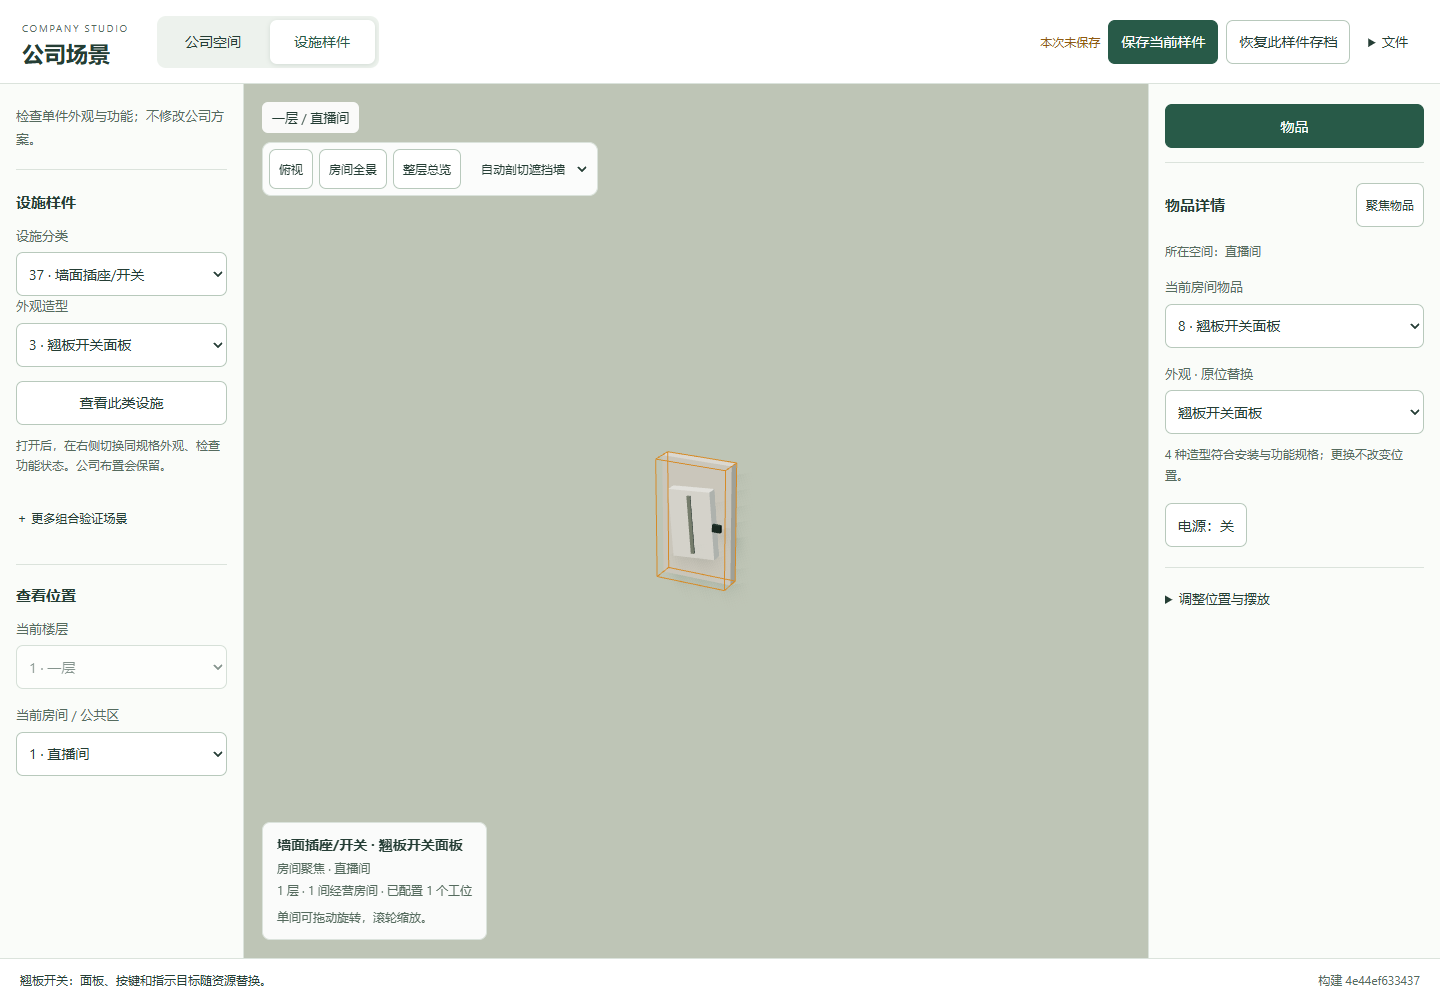 COMPANY STUDIO
公司场景
公司空间
设施样件
本次未保存
保存当前样件
恢复此样件存档
▶ 文件
检查单件外观与功能；不修改公司方
案。
设施样件
设施分类
37 · 墙面插座/开关
外观造型
3 · 翘板开关面板
查看此类设施
打开后，在右侧切换同规格外观、检查
功能状态。公司布置会保留。
+ 更多组合验证场景
查看位置
当前楼层
1 · 一层
当前房间 / 公共区
1 · 直播间
一层 / 直播间
俯视
房间全景
整层总览
自动剖切遮挡墙
墙面插座/开关 · 翘板开关面板
房间聚焦 · 直播间
1 层 · 1 间经营房间 · 已配置 1 个工位
单间可拖动旋转，滚轮缩放。
物品
物品详情
聚焦物品
所在空间：直播间
当前房间物品
8 · 翘板开关面板
外观 · 原位替换
翘板开关面板
4 种造型符合安装与功能规格；更换不改变位
置。
电源：关
▶ 调整位置与摆放
翘板开关：面板、按键和指示目标随资源替换。
构建 4e44ef633437